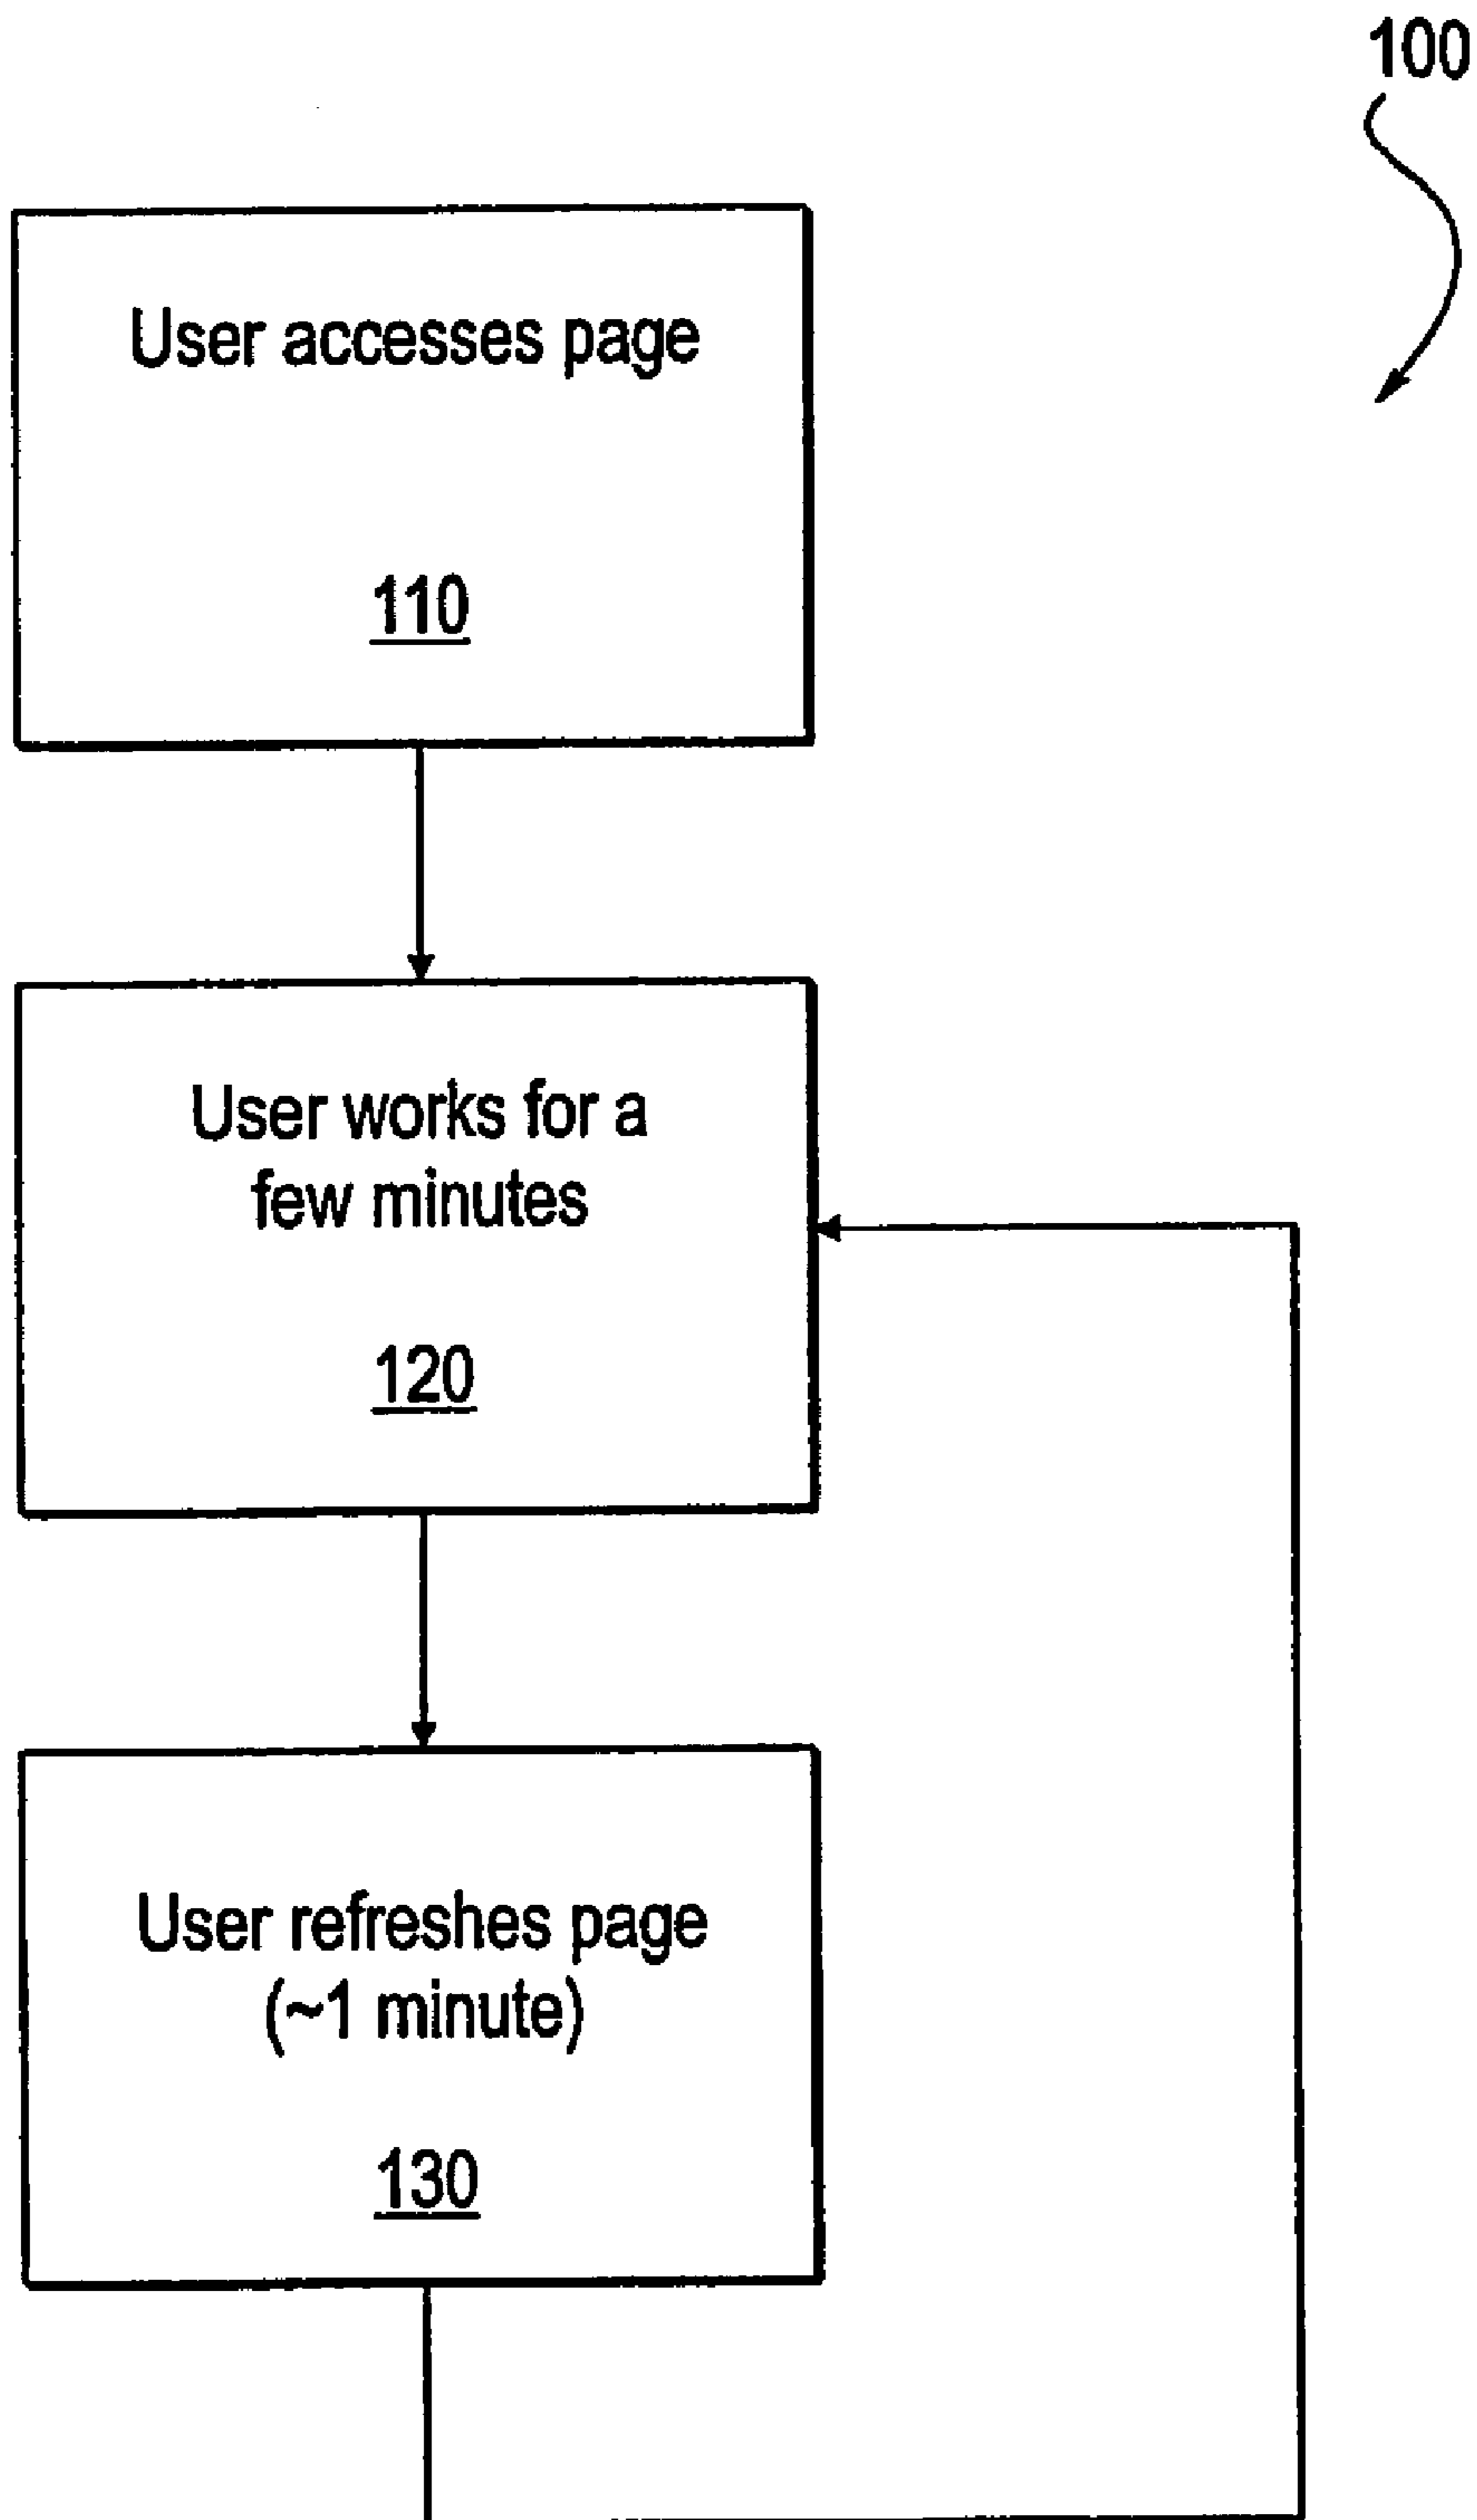 100
User accesses page
110
User works for a
few minutes
120
User refreshes page
(~1 minute)
130